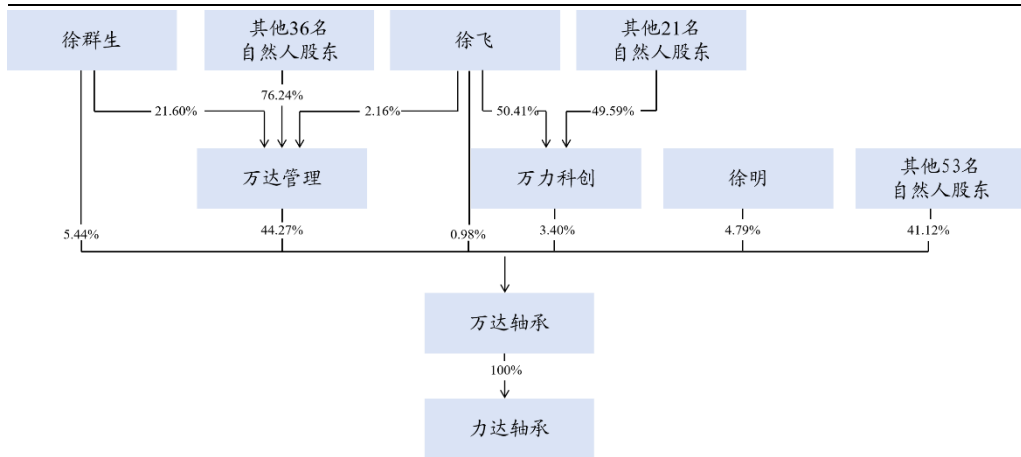 徐群生
其他36名
自然人股东
徐飞
其他21名
自然人股东
21.60%
76.24%
2.16%
50.41%
49.59%
万达管理
万力科创
徐明
其他53名
自然人股东
5.44%
44.27%
0.98%
3.40%
4.79%
41.12%
万达轴承
100%
力达轴承